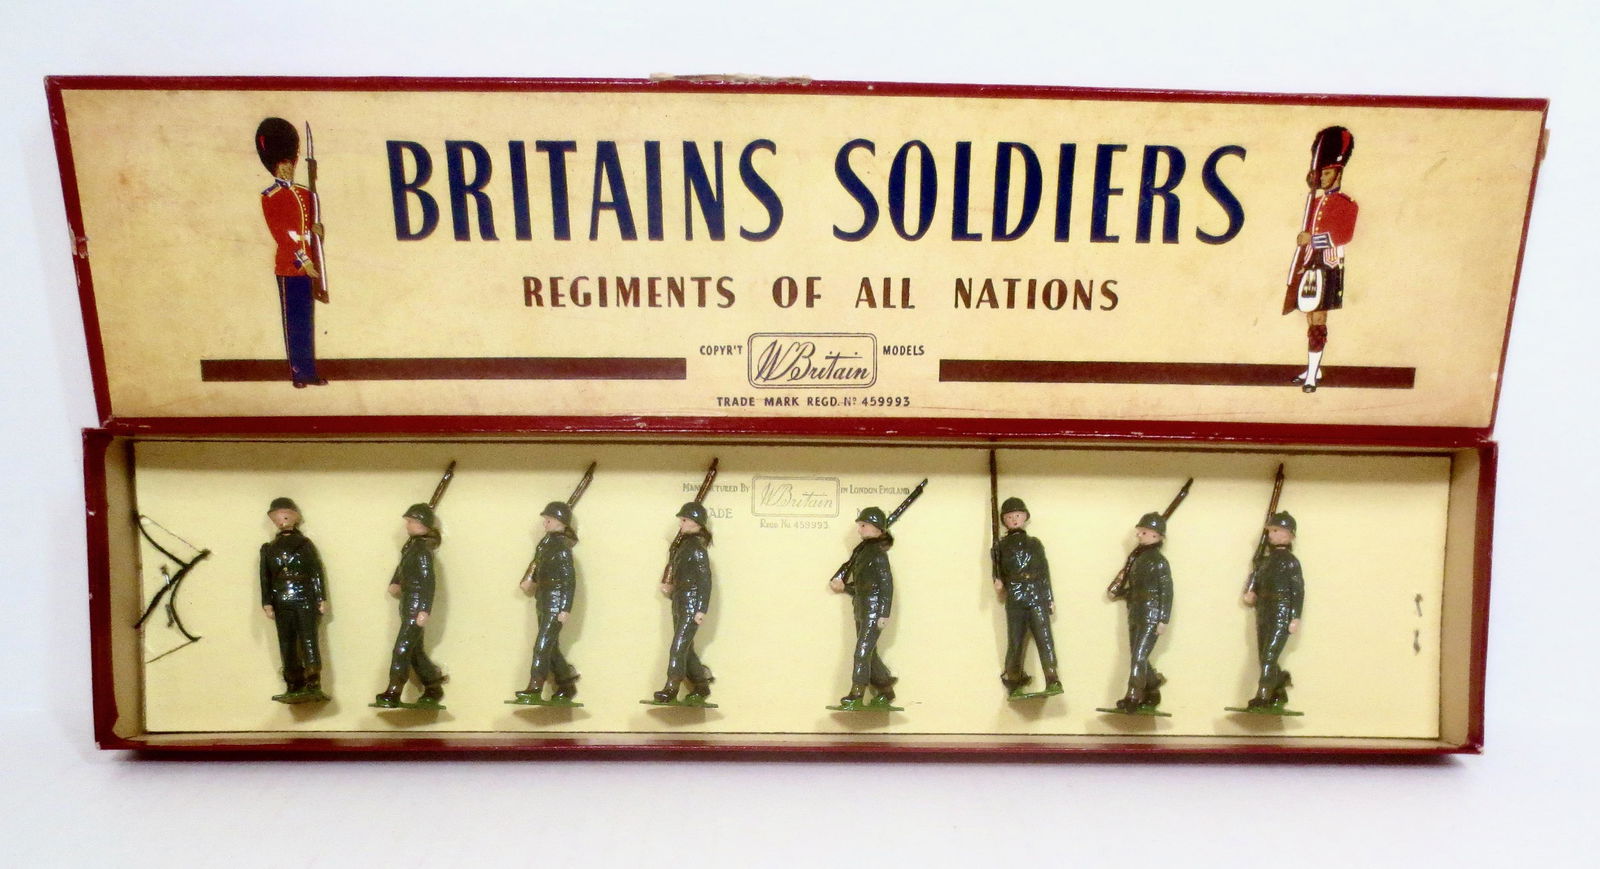 BRITAINS SOLDIERS
REGIMENTS OF ALL NATIONS
COPYR'T W Britain MODELS
TRADE MARK REGD. Nº 459993
By Britain IN LONDON ENGLAND
REGD. No 459993